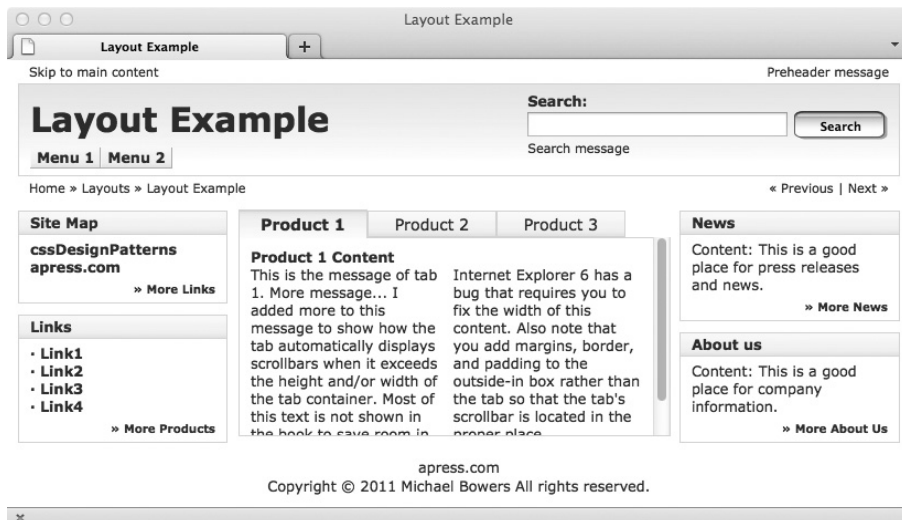 Layout Example
Layout Example
Skip to main content
Preheader message
Layout Example
Search:
Search
Search message
Menu 1 Menu 2
Home » Layouts » Layout Example
« Previous | Next »
Site Map
cssDesignPatterns
apress.com
» More Links
Links
· Link1
· Link2
· Link3
· Link4
» More Products
Product 1 Product 2 Product 3
Product 1 Content
This is the message of tab
1. More message... I
added more to this
message to show how the
tab automatically displays
scrollbars when it exceeds
the height and/or width of
the tab container. Most of
this text is not shown in
the book to save room in
Internet Explorer 6 has a
bug that requires you to
fix the width of this
content. Also note that
you add margins, border,
and padding to the
outside-in box rather than
the tab so that the tab's
scrollbar is located in the
proper place.
News
Content: This is a good
place for press releases
and news.
» More News
About us
Content: This is a good
place for company
information.
» More About Us
apress.com
Copyright © 2011 Michael Bowers All rights reserved.